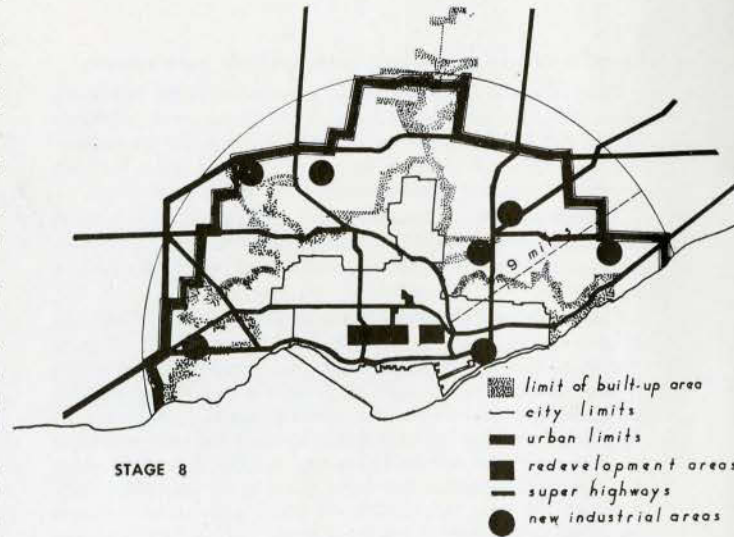 9 miles
STAGE 8
limit of built-up area
city limits
urban limits
redevelopment areas
super highways
new industrial areas